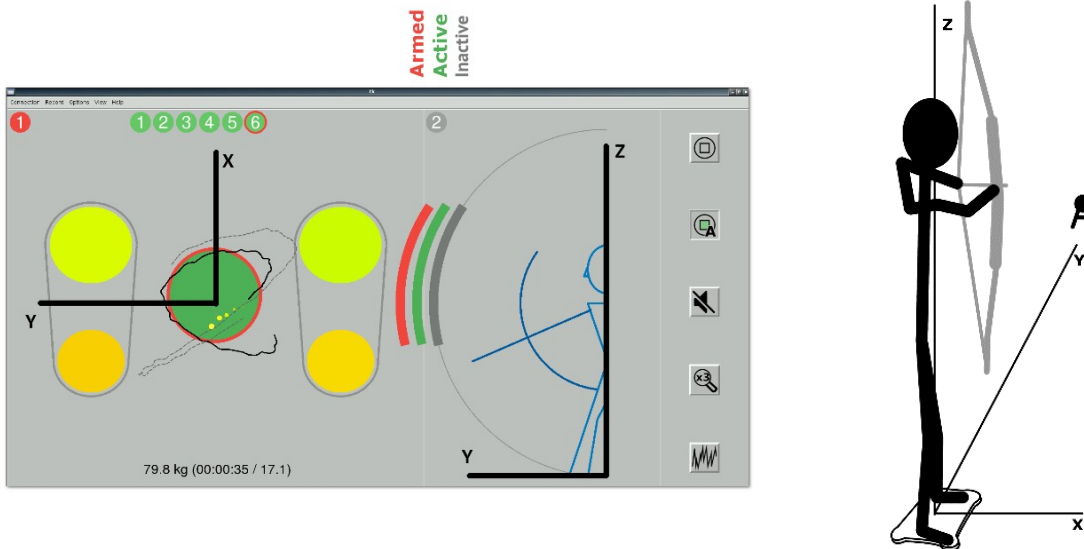 Armed
Active
Inactive
Connection Record Options View Help
1
1 2 3 4 5 6
2
X
Y
Z
Y
A
x3
79.8 kg (00:00:35 / 17.1)
Z
Y
X